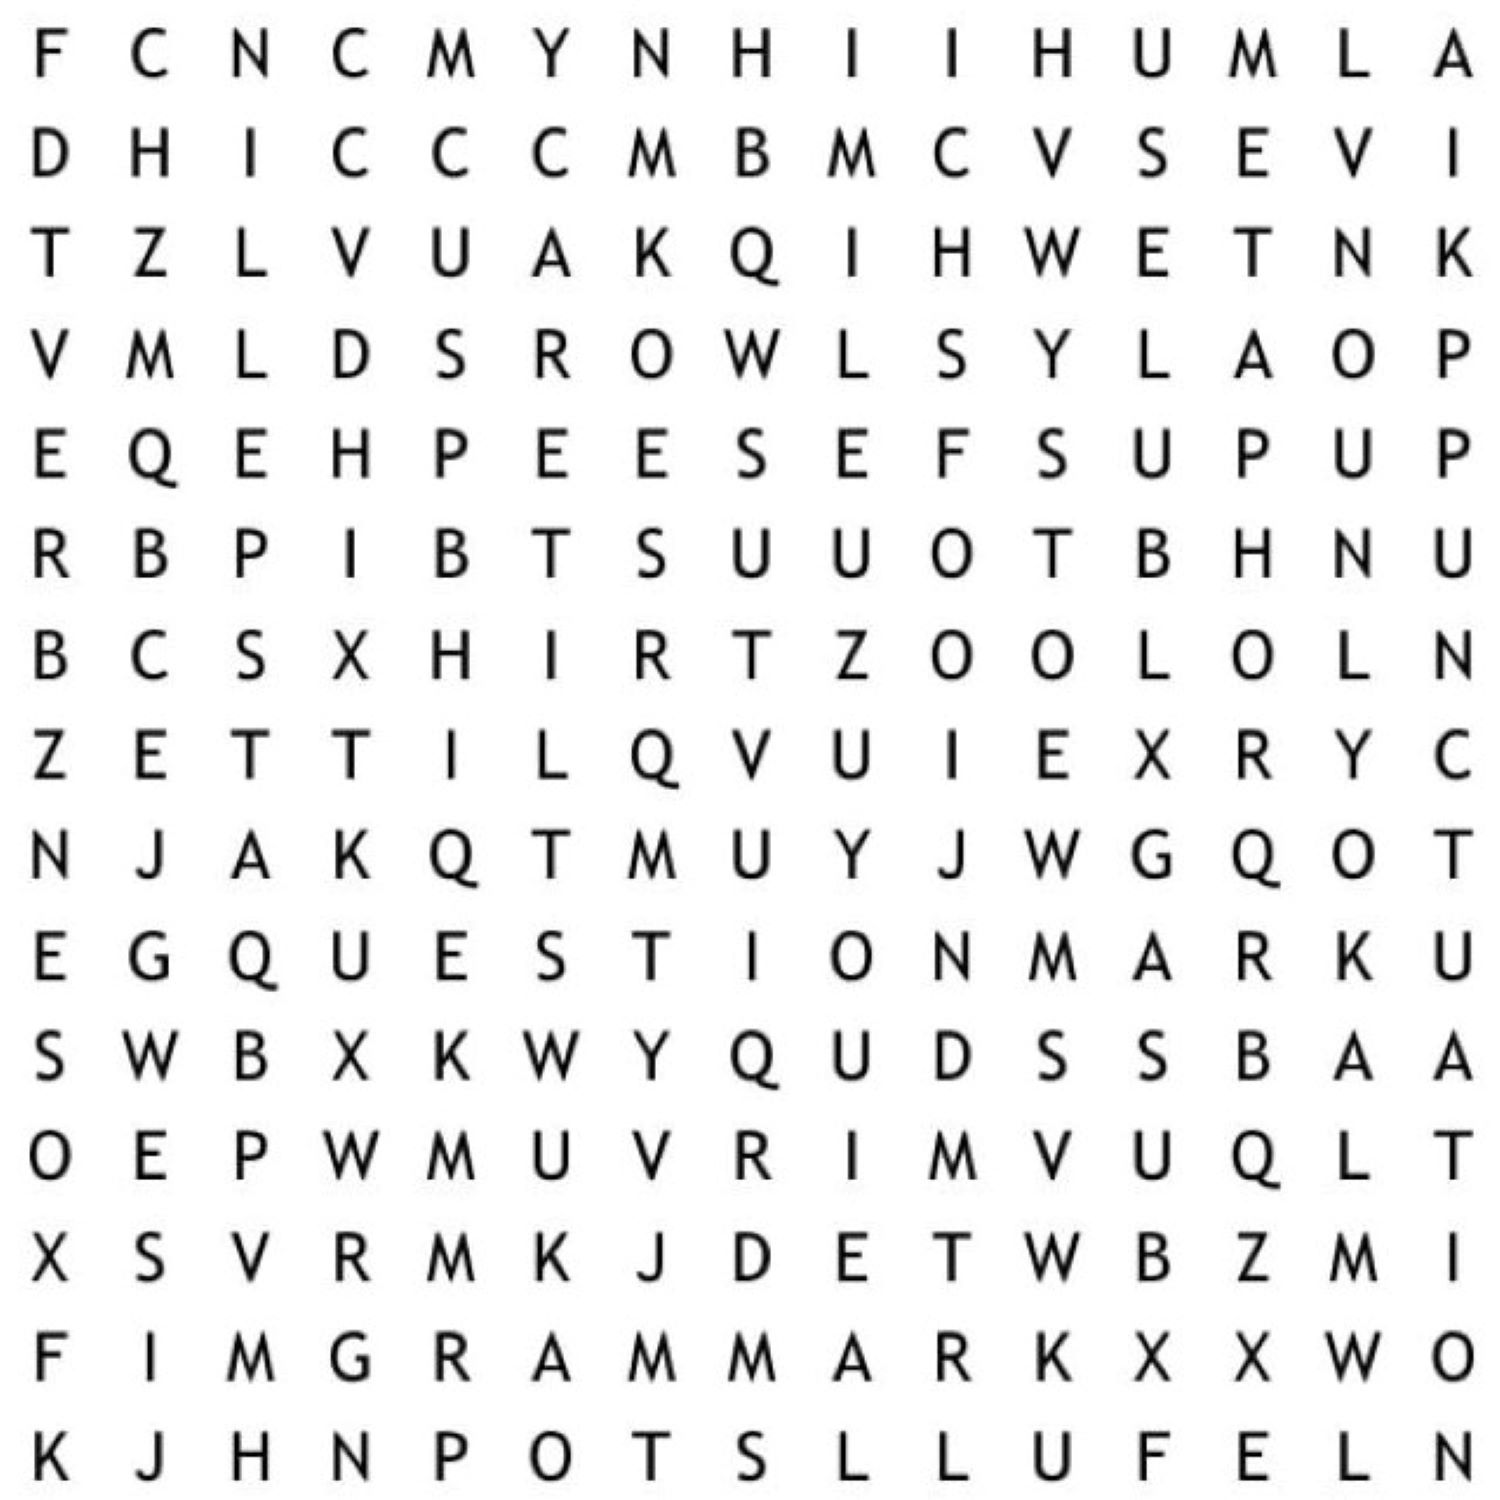 F C N C M Y N H I I H U M L A
D H I C C C M B M C V S E V I
T Z L V U A K Q I H W E T N K
V M L D S R O W L S Y L A O P
E Q E H P E E S E F S U P U P
R B P I B T S U U O T B H N U
B C S X H I R T Z O O L O L N
Z E T T I L Q V U I E X R Y C
N J A K Q T M U Y J W G Q O T
E G Q U E S T I O N M A R K U
S W B X K W Y Q U D S S B A A
O E P W M U V R I M V U Q L T
X S V R M K J D E T W B Z M I
F I M G R A M M A R K X X W O
K J H N P O T S L L U F E L N